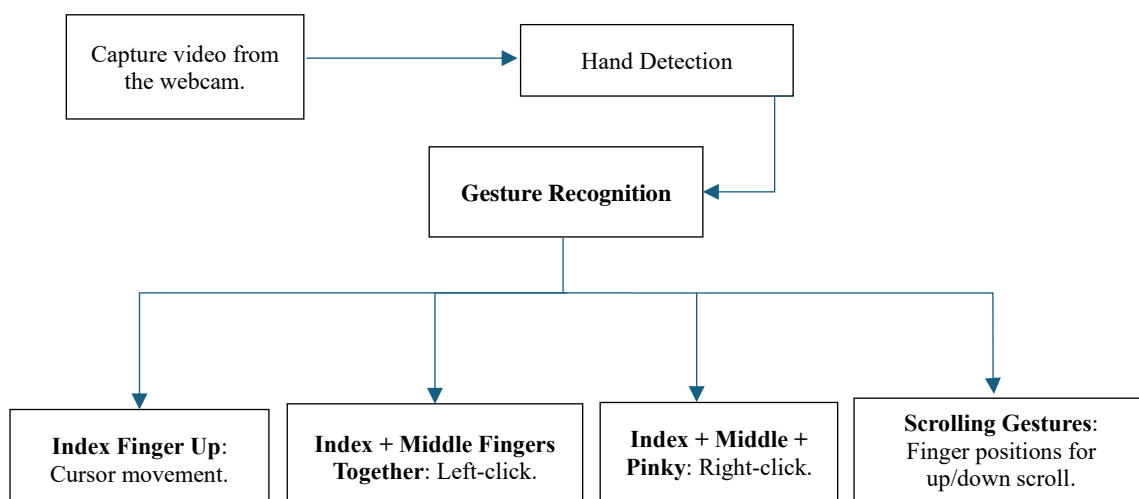 Capture video from
the webcam.
Hand Detection
Gesture Recognition
Index Finger Up:
Cursor movement.
Index + Middle Fingers
Together: Left-click.
Index + Middle +
Pinky: Right-click.
Scrolling Gestures:
Finger positions for
up/down scroll.